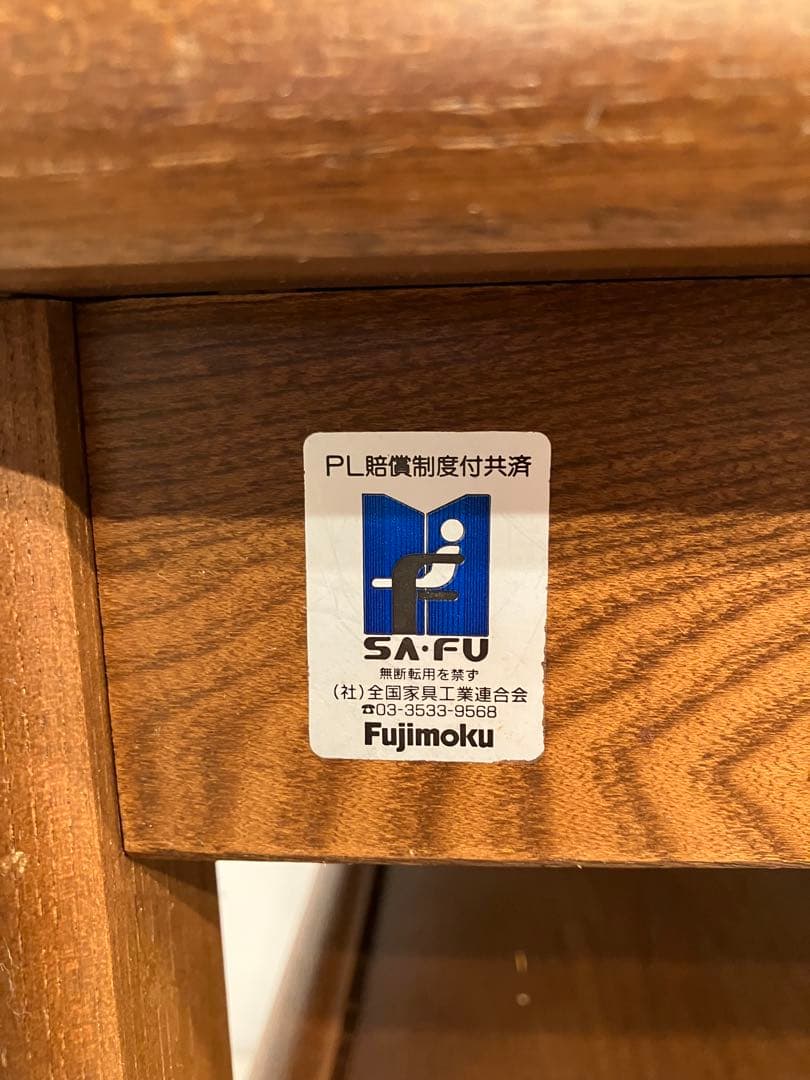 PL賠償制度付共済
SA・FU
無断転用を禁ず
(社)全国家具工業連合会
☎03-3533-9568
Fujimoku